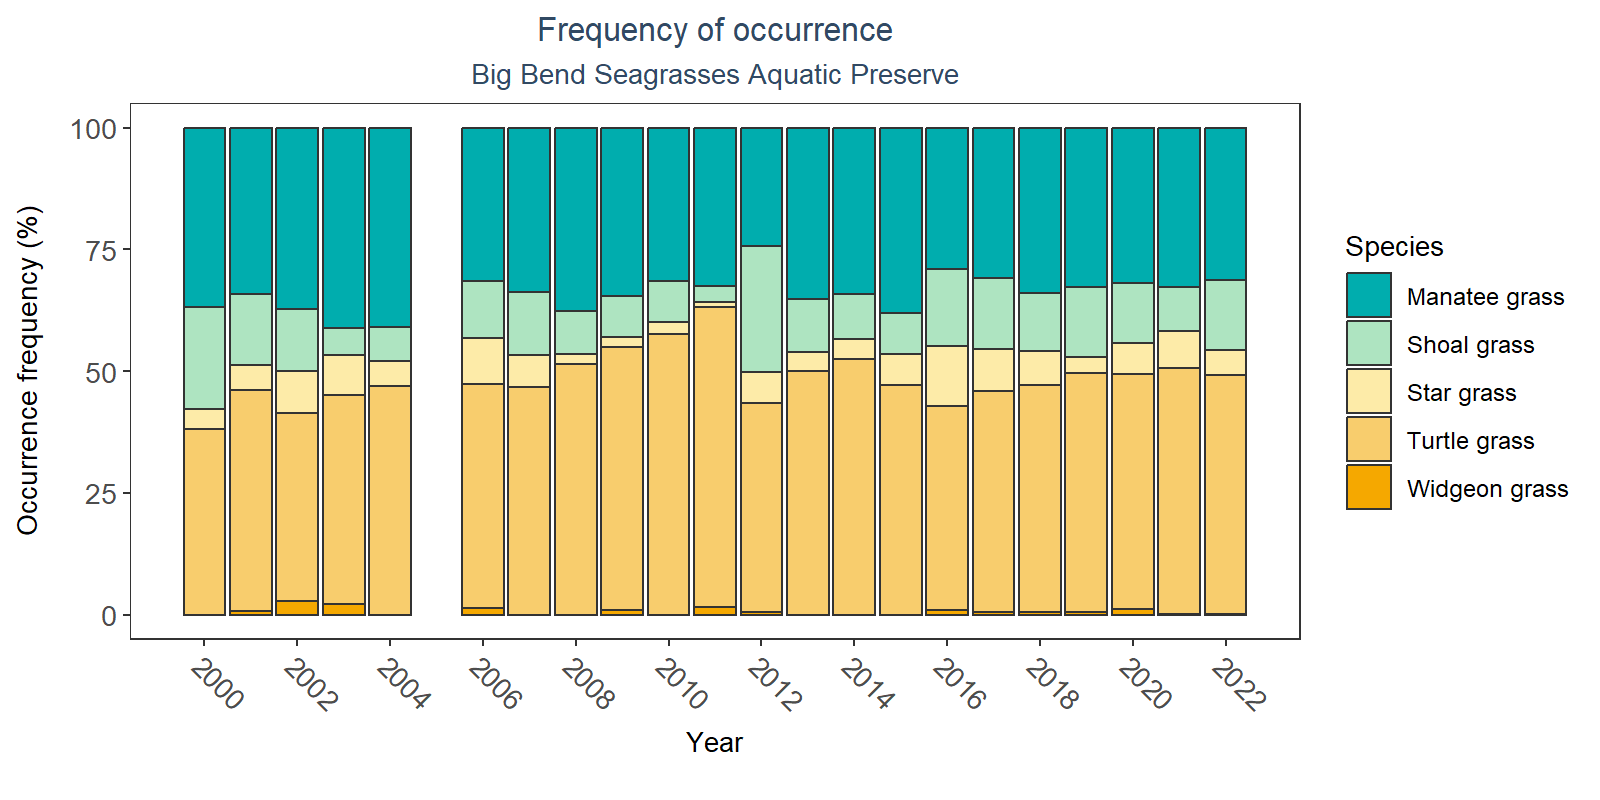 Frequency of occurrence
Big Bend Seagrasses Aquatic Preserve
Occurrence frequency (%)
100
75
50
25
0
2000
2002
2004
2006
2008
2010
2012
2014
2016
2018
2020
2022
Year
Species
Manatee grass
Shoal grass
Star grass
Turtle grass
Widgeon grass